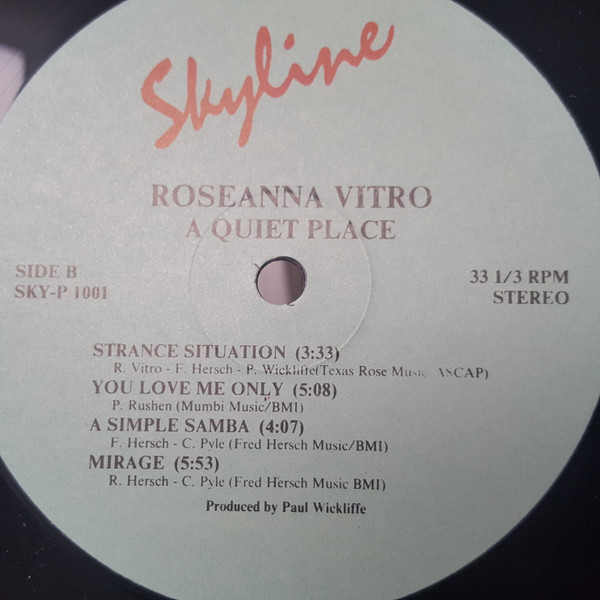 Skyline
ROSEANNA VITRO
A QUIET PLACE
SIDE B
SKY-P 1001
33 1/3 RPM
STEREO
STRANCE SITUATION (3:33)
R. Vitro - F. Hersch - P. Wickliffe(Texas Rose Music ASCAP)
YOU LOVE ME ONLY (5:08)
P. Rushen (Mumbi Music/BMI)
A SIMPLE SAMBA (4:07)
F. Hersch - C. Pyle (Fred Hersch Music/BMI)
MIRAGE (5:53)
R. Hersch - C. Pyle (Fred Hersch Music BMI)
Produced by Paul Wickliffe